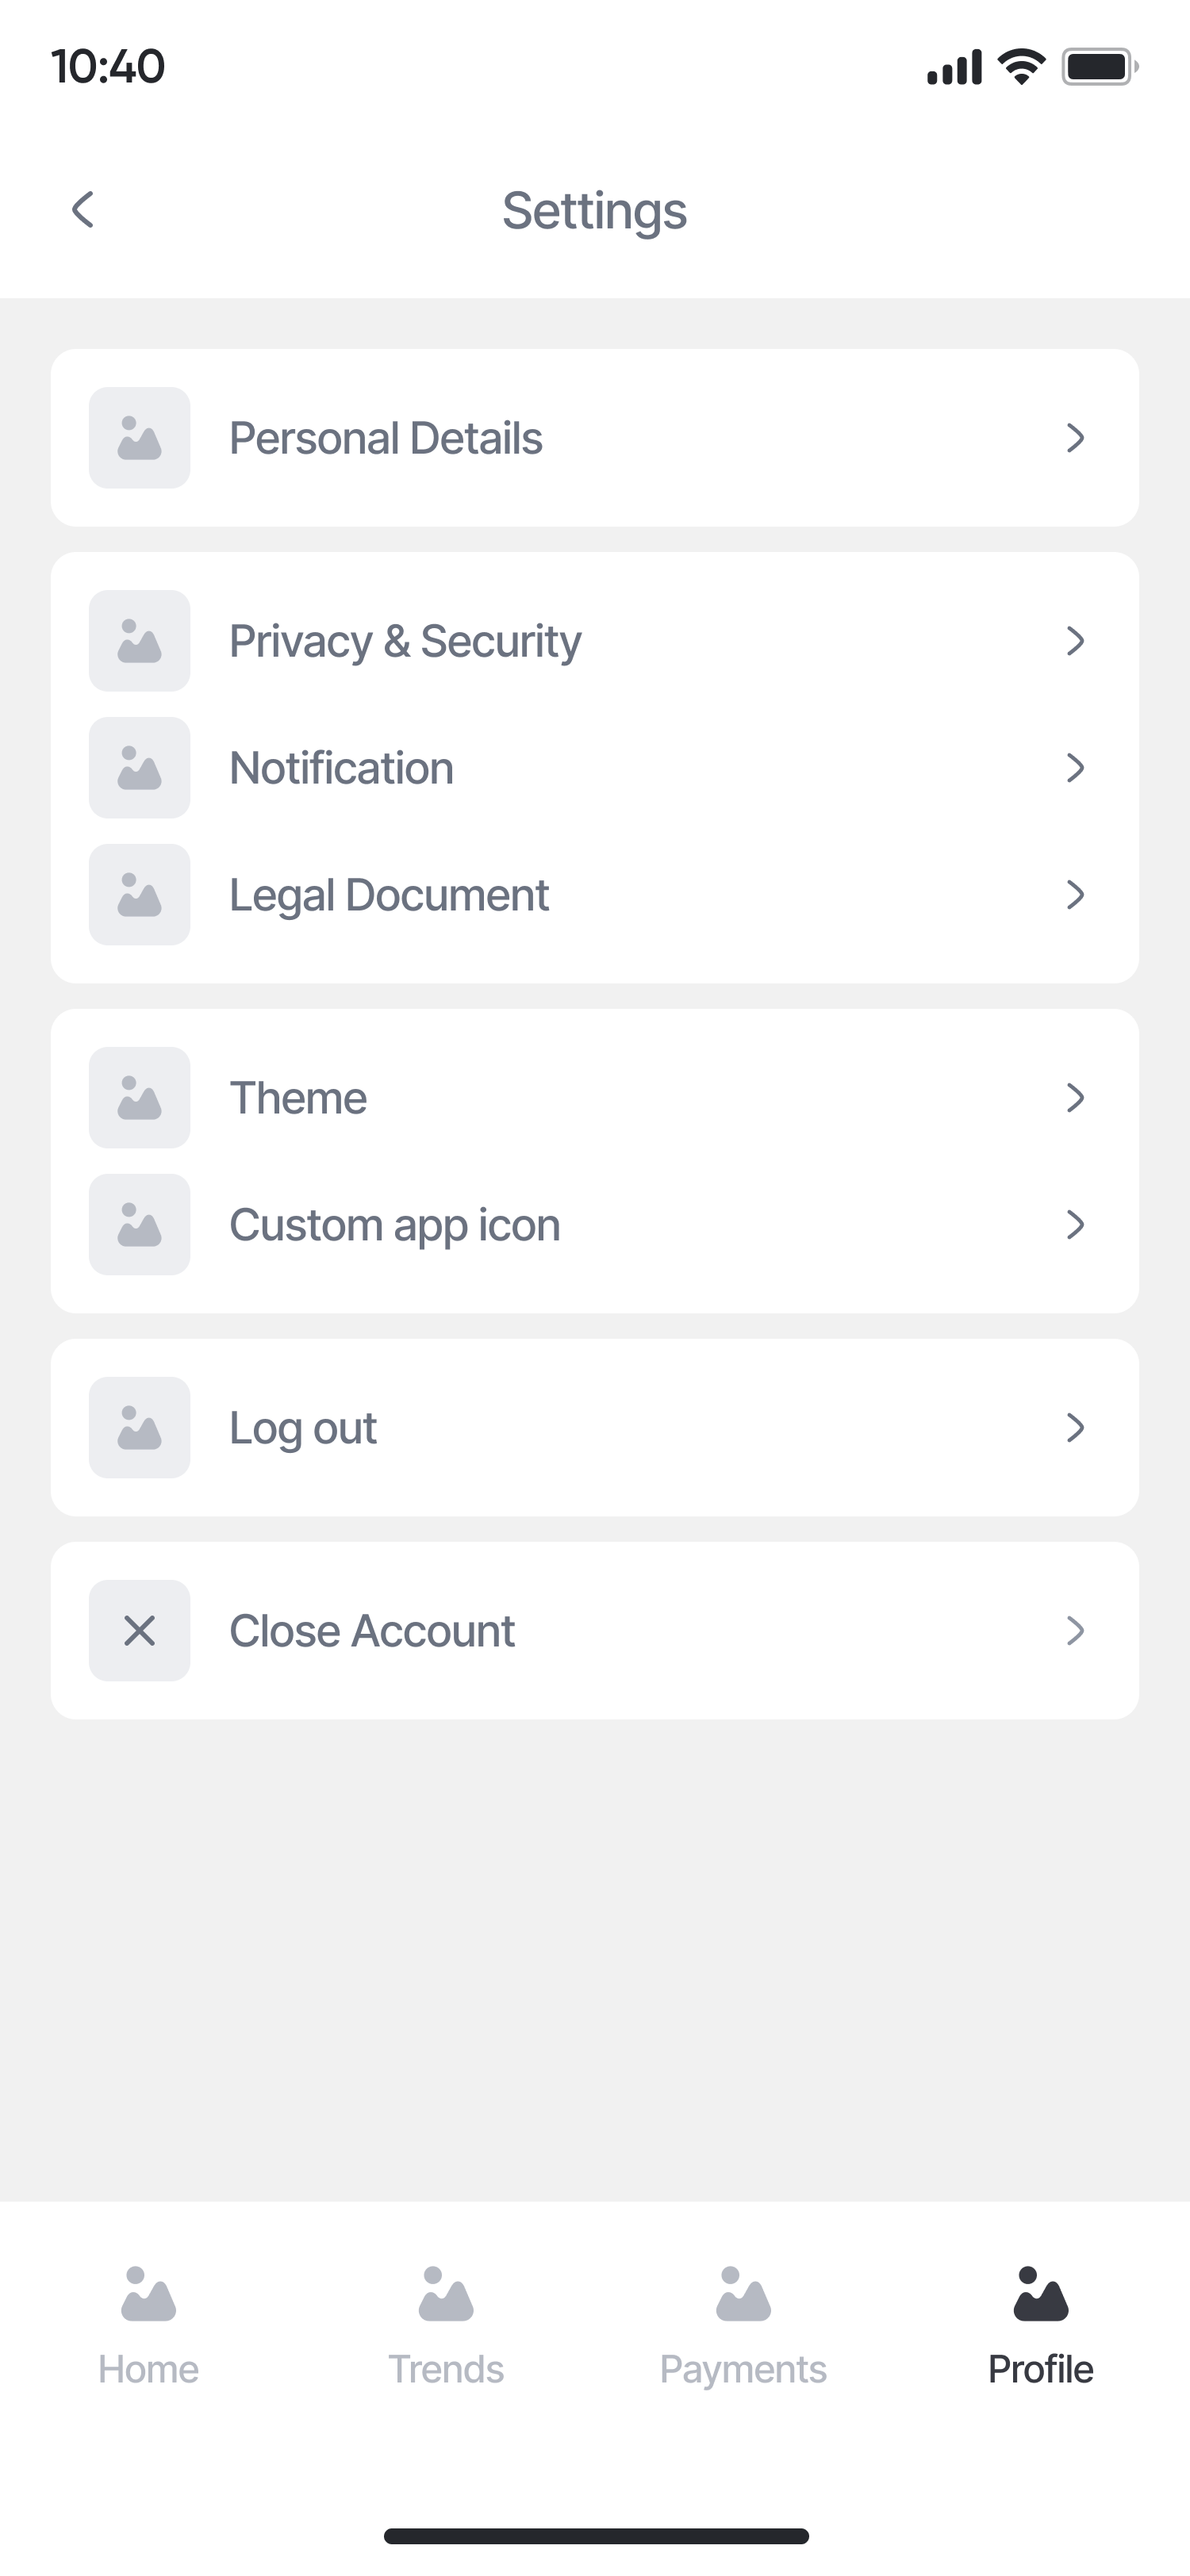 10:40
Settings
Personal Details
Privacy & Security
Notification
Legal Document
Theme
Custom app icon
Log out
Close Account
Home
Trends
Payments
Profile